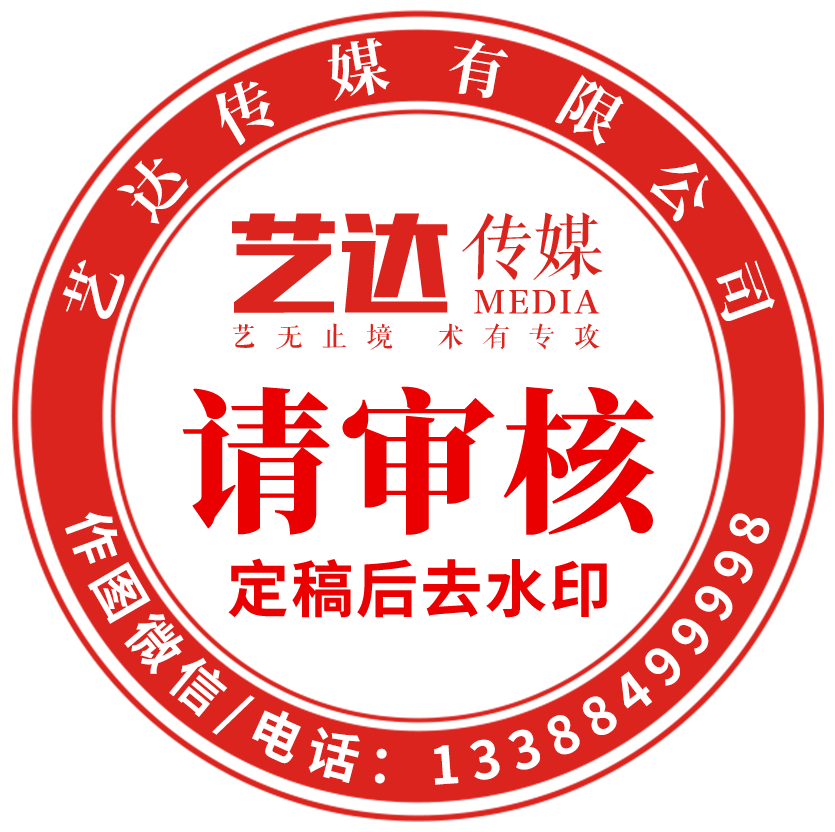 艺达传媒有限公司
艺达 传媒
MEDIA
艺无止境 术有专攻
请审核
定稿后去水印
作图微信/电话：13388499998